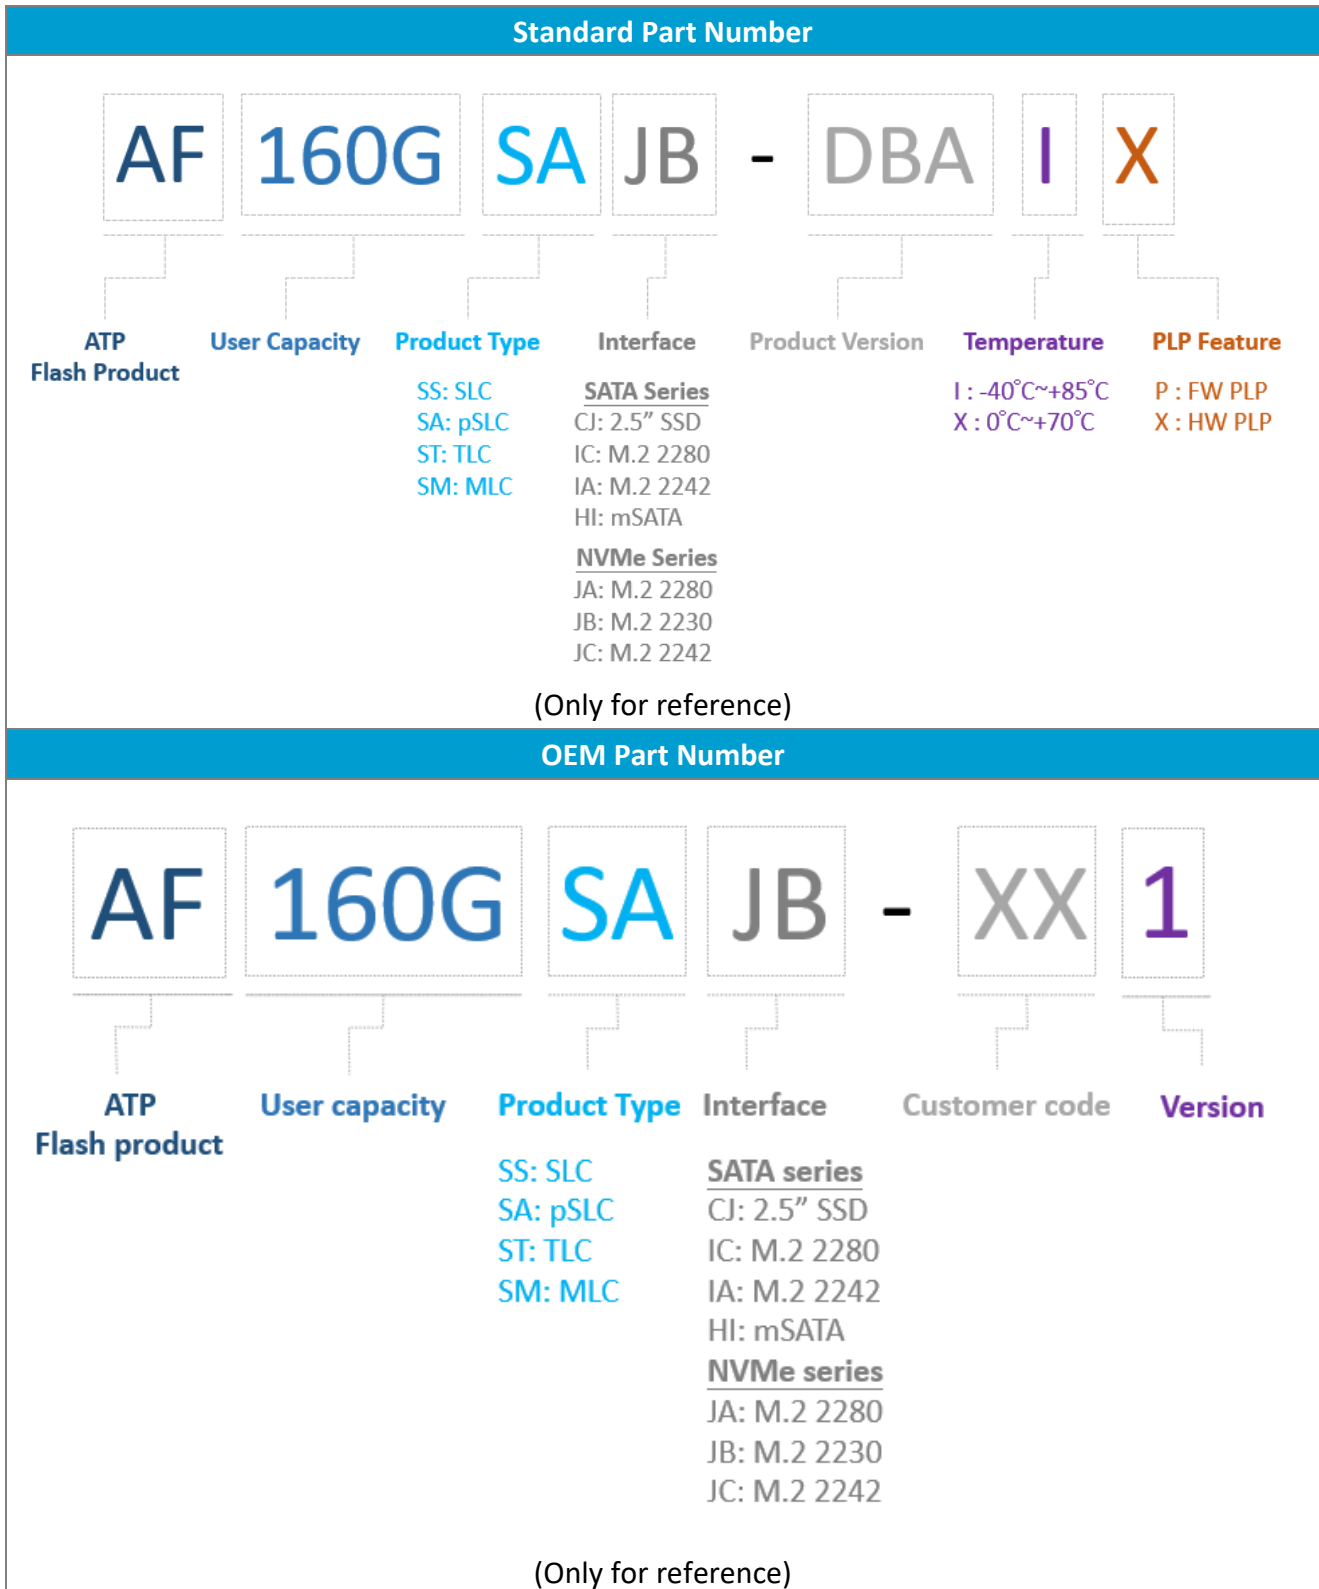 Standard Part Number
AF 160G SA JB - DBA I X
ATP
Flash Product
User Capacity
Product Type
SS: SLC
SA: pSLC
ST: TLC
SM: MLC
Interface
SATA Series
CJ: 2.5” SSD
IC: M.2 2280
IA: M.2 2242
HI: mSATA
NVMe Series
JA: M.2 2280
JB: M.2 2230
JC: M.2 2242
Product Version
Temperature
I : -40°C~+85°C
X : 0°C~+70°C
PLP Feature
P : FW PLP
X : HW PLP
(Only for reference)
OEM Part Number
AF 160G SA JB - XX 1
ATP
Flash product
User capacity
Product Type
SS: SLC
SA: pSLC
ST: TLC
SM: MLC
Interface
SATA series
CJ: 2.5” SSD
IC: M.2 2280
IA: M.2 2242
HI: mSATA
NVMe series
JA: M.2 2280
JB: M.2 2230
JC: M.2 2242
Customer code
Version
(Only for reference)